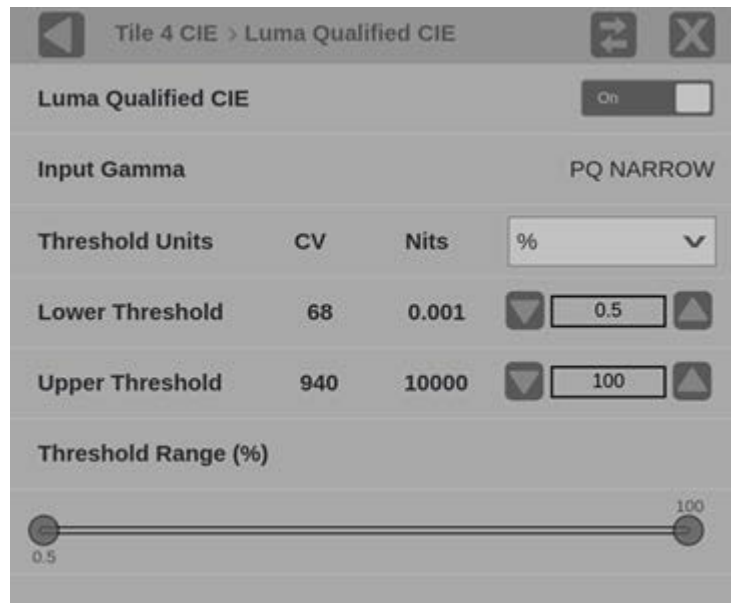 Tile 4 CIE > Luma Qualified CIE
Luma Qualified CIE On
Input Gamma PQ NARROW
Threshold Units CV Nits %
Lower Threshold 68 0.001 0.5
Upper Threshold 940 10000 100
Threshold Range (%)
100
0.5